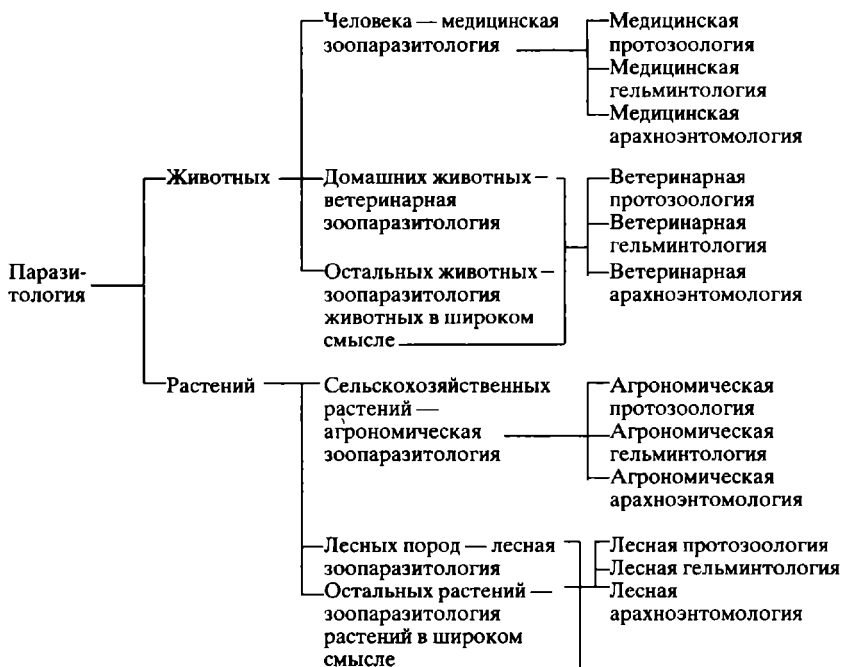 Парази-
тология
Животных
Человека — медицинская
зоопаразитология
Медицинская
протозоология
Медицинская
гельминтология
Медицинская
арахноэнтомология
Домашних животных —
ветеринарная
зоопаразитология
Остальных животных —
зоопаразитология
животных в широком
смысле
Ветеринарная
протозоология
Ветеринарная
гельминтология
Ветеринарная
арахноэнтомология
Растений
Сельскохозяйственных
растений —
агрономическая
зоопаразитология
Агрономическая
протозоология
Агрономическая
гельминтология
Агрономическая
арахноэнтомология
Лесных пород — лесная
зоопаразитология
Остальных растений —
зоопаразитология
растений в широком
смысле
Лесная протозоология
Лесная гельминтология
Лесная
арахноэнтомология